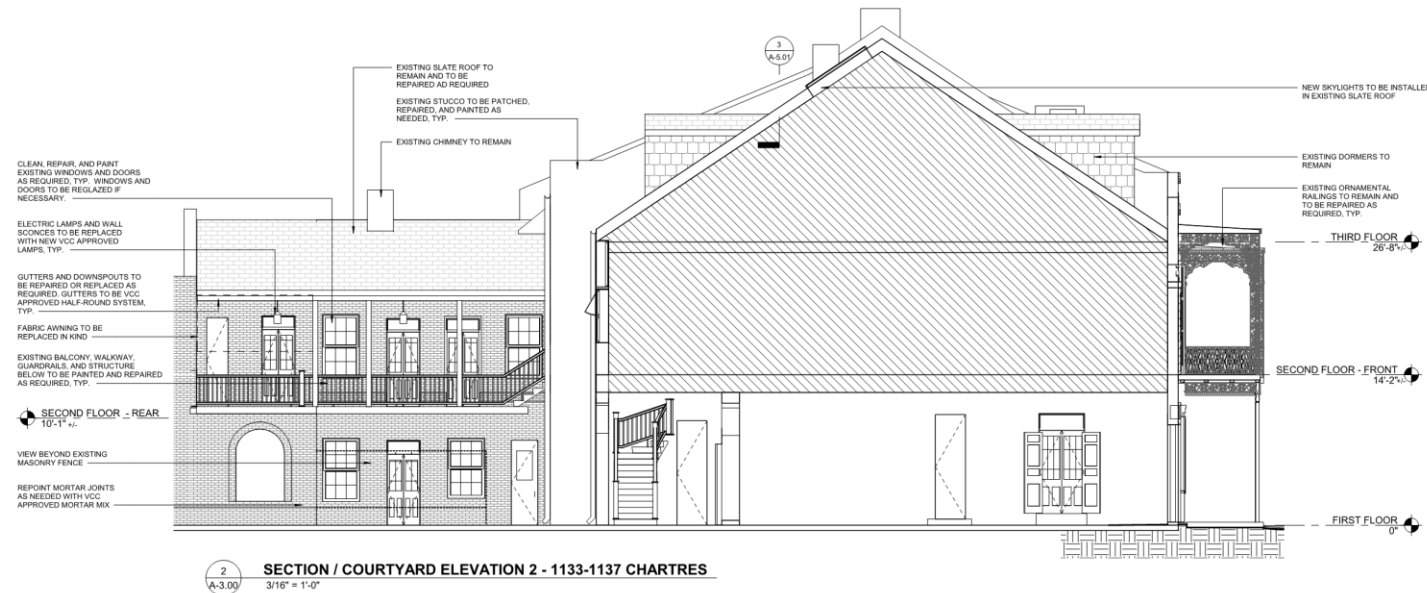 EXISTING SLATE ROOF TO
REMAIN AND TO BE
REPAIRED AD REQUIRED
EXISTING STUCCO TO BE PATCHED,
REPAIRED, AND PAINTED AS
NEEDED, TYP.
EXISTING CHIMNEY TO REMAIN
CLEAN, REPAIR, AND PAINT
EXISTING WINDOWS AND DOORS
AS REQUIRED, TYP. WINDOWS AND
DOORS TO BE REGLAZED IF
NECESSARY.
ELECTRIC LAMPS AND WALL
SCONCES TO BE REPLACED
WITH NEW VCC APPROVED
LAMPS, TYP.
GUTTERS AND DOWNSPOUTS TO
BE REPAIRED OR REPLACED AS
REQUIRED. GUTTERS TO BE VCC
APPROVED HALF-ROUND SYSTEM,
TYP.
FABRIC AWNING TO BE
REPLACED IN KIND
EXISTING BALCONY, WALKWAY,
GUARDRAILS, AND STRUCTURE
BELOW TO BE PAINTED AND REPAIRED
AS REQUIRED, TYP.
SECOND FLOOR - REAR
10'-1" +/-
VIEW BEYOND EXISTING
MASONRY FENCE
REPOINT MORTAR JOINTS
AS NEEDED WITH VCC
APPROVED MORTAR MIX
3
A-5.01
NEW SKYLIGHTS TO BE INSTALLE
IN EXISTING SLATE ROOF
EXISTING DORMERS TO
REMAIN
EXISTING ORNAMENTAL
RAILINGS TO REMAIN AND
TO BE REPAIRED AS
REQUIRED, TYP.
THIRD FLOOR
26'-8"+/-
SECOND FLOOR - FRONT
14'-2"+/-
FIRST FLOOR
0"
2
A-3.00
SECTION / COURTYARD ELEVATION 2 - 1133-1137 CHARTRES
3/16" = 1'-0"